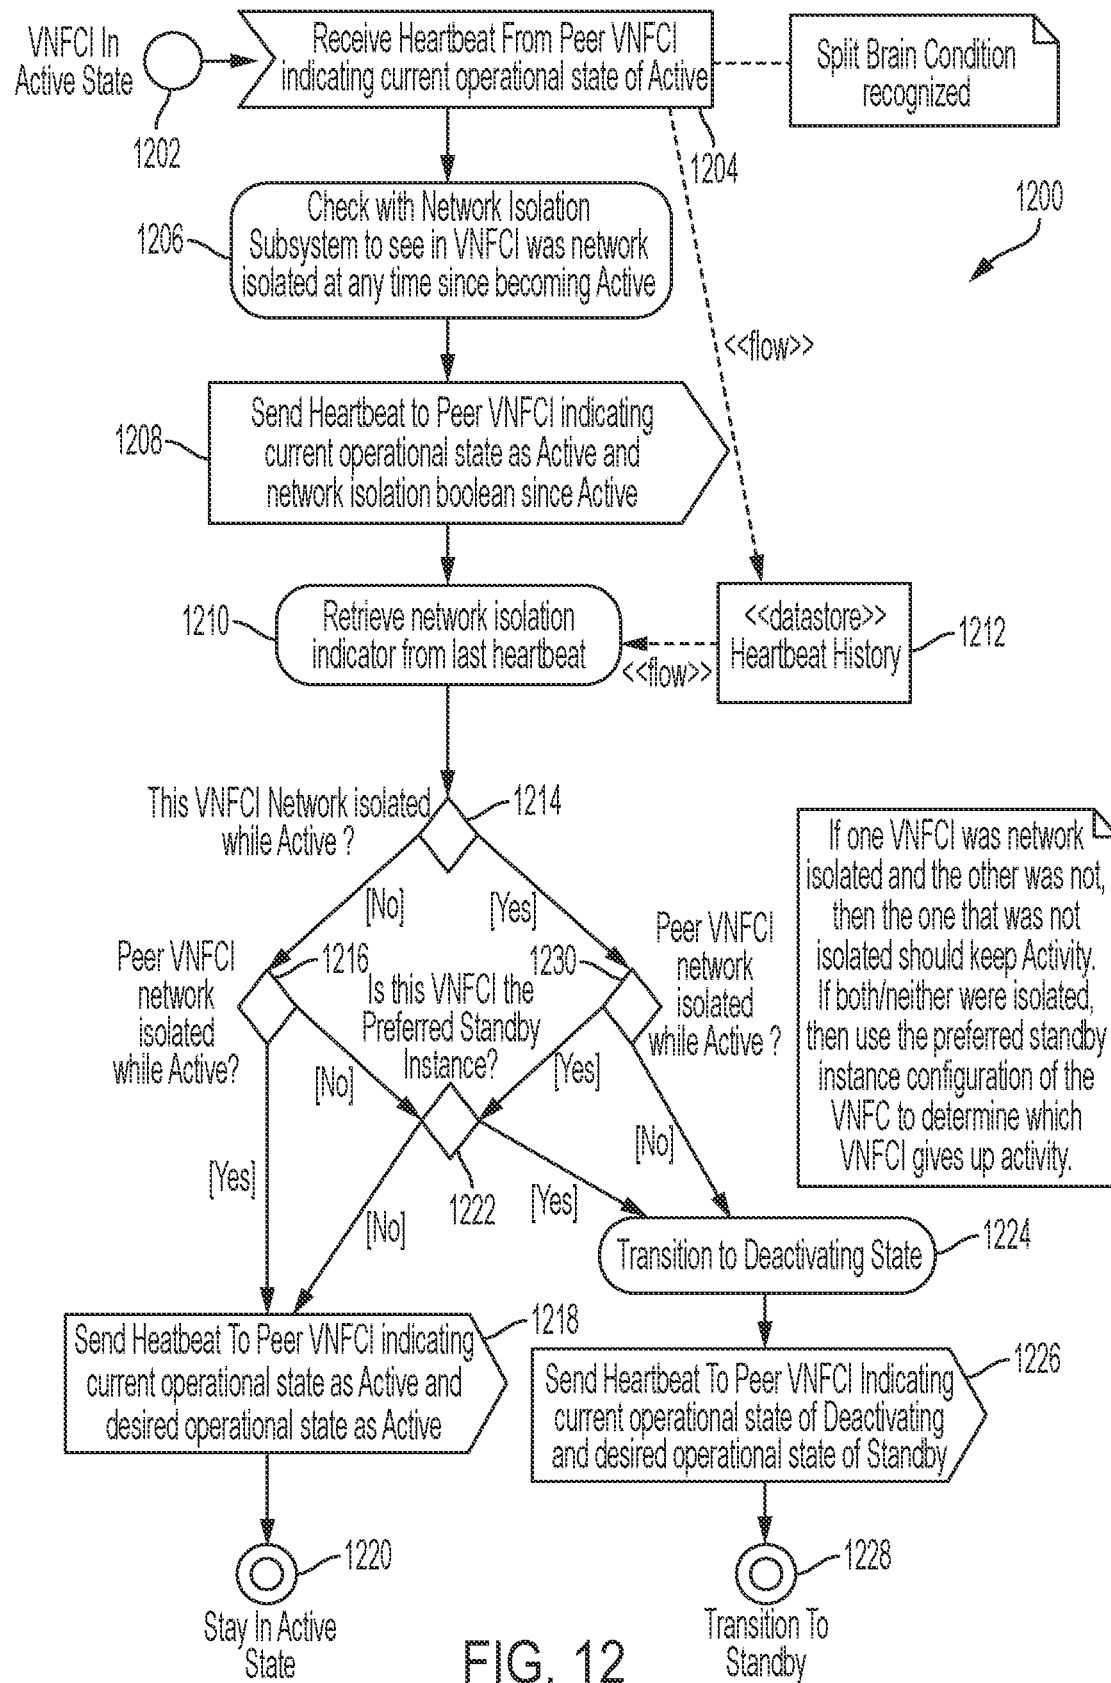 VNFCI In
Active State
1202
Receive Heartbeat From Peer VNFCI
indicating current operational state of Active
1204
Split Brain Condition
recognized
1200
1206
Check with Network Isolation
Subsystem to see in VNFCI was network
isolated at any time since becoming Active
<<flow>>
1208
Send Heartbeat to Peer VNFCI indicating
current operational state as Active and
network isolation boolean since Active
1210
Retrieve network isolation
indicator from last heartbeat
<<flow>>
<<datastore>>
Heartbeat History
1212
This VNFCI Network isolated
while Active ?
1214
[No]
[Yes]
Peer VNFCI
network
isolated
while Active?
1216
Is this VNFCI the
Preferred Standby
Instance?
1230
Peer VNFCI
network
isolated
while Active ?
If one VNFCI was network
isolated and the other was not,
then the one that was not
isolated should keep Activity.
If both/neither were isolated,
then use the preferred standby
instance configuration of the
VNFC to determine which
VNFCI gives up activity.
[No]
[Yes]
[Yes]
[No]
1222
[No]
[Yes]
Transition to Deactivating State
1224
Send Heatbeat To Peer VNFCI indicating
current operational state as Active and
desired operational state as Active
1218
Send Heartbeat To Peer VNFCI Indicating
current operational state of Deactivating
and desired operational state of Standby
1226
1220
Stay In Active
State
1228
Transition To
Standby
FIG. 12